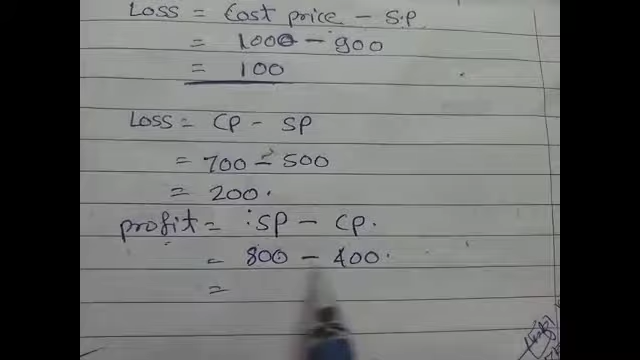 Loss = Cost price - S.P
= 1000 - 900
= 100
Loss = CP - SP
= 700 - 500
= 200.
profit = SP - CP.
= 800 - 400.
=